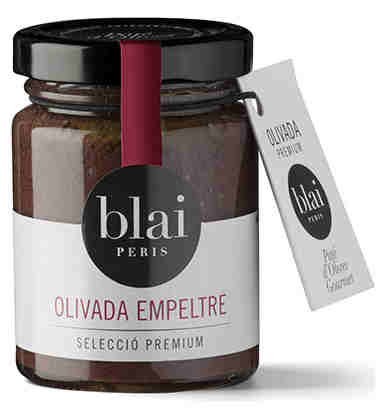 blai
PERIS
OLIVADA EMPELTRE
SELECCIÓ PREMIUM
OLIVADA
PREMIUM
blai
PERIS
Paté
d'Olives
Gourmet